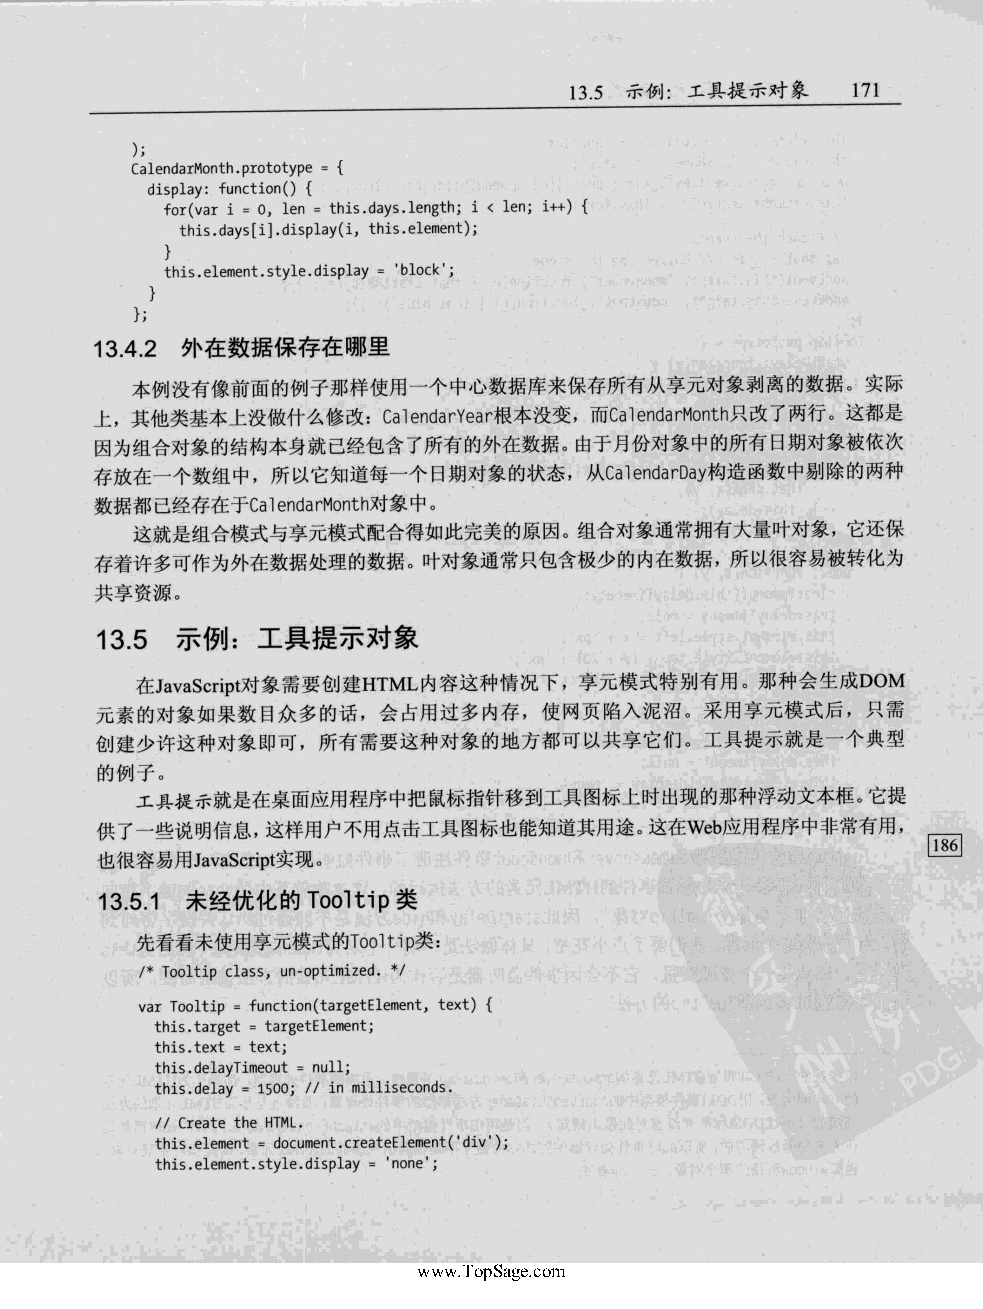 13.5 示例：工具提示对象 171
);
CalendarMonth.prototype = {
display: function() {
for(var i = 0, len = this.days.length; i < len; i++) {
this.days[i].display(i, this.element);
}
this.element.style.display = 'block';
}
};
13.4.2 外在数据保存在哪里
本例没有像前面的例子那样使用一个中心数据库来保存所有从享元对象剥离的数据。实际
上，其他类基本上没做什么修改：CalendarYear根本没变，而CalendarMonth只改了两行。这都是
因为组合对象的结构本身就已经包含了所有的外在数据。由于月份对象中的所有日期对象被依次
存放在一个数组中，所以它知道每一个日期对象的状态，从CalendarDay构造函数中剔除的两种
数据都已经存在于CalendarMonth对象中。
这就是组合模式与享元模式配合得如此完美的原因。组合对象通常拥有大量叶对象，它还保
存着许多可作为外在数据处理的数据。叶对象通常只包含极少的内在数据，所以很容易被转化为
共享资源。
13.5 示例：工具提示对象
在JavaScript对象需要创建HTML内容这种情况下，享元模式特别有用。那种会生成DOM
元素的对象如果数目众多的话，会占用过多内存，使网页陷入泥沼。采用享元模式后，只需
创建少许这种对象即可，所有需要这种对象的地方都可以共享它们。工具提示就是一个典型
的例子。
工具提示就是在桌面应用程序中把鼠标指针移到工具图标上时出现的那种浮动文本框。它提
供了一些说明信息，这样用户不用点击工具图标也能知道其用途。这在Web应用程序中非常有用，
也很容易用JavaScript实现。
186
13.5.1 未经优化的 Tooltip 类
先看看未使用享元模式的Tooltip类：
/* Tooltip class, un-optimized. */
var Tooltip = function(targetElement, text) {
this.target = targetElement;
this.text = text;
this.delayTimeout = null;
this.delay = 1500; // in milliseconds.
// Create the HTML.
this.element = document.createElement('div');
this.element.style.display = 'none';
PDG
www.TopSage.com